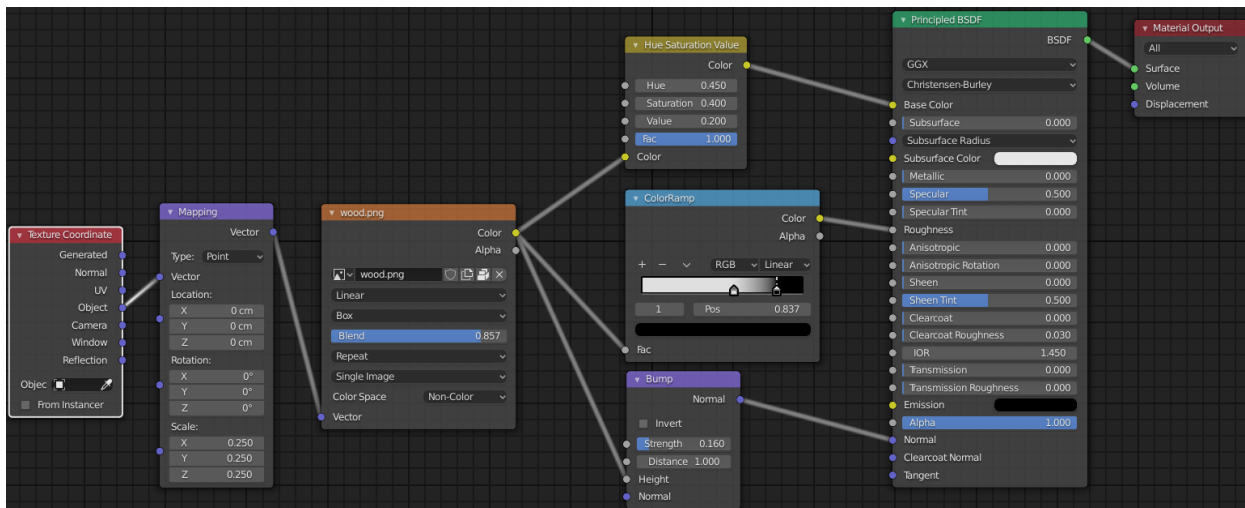 Texture Coordinate
Generated
Normal
UV
Object
Camera
Window
Reflection
Objec
From Instancer
Mapping
Vector
Type: Point
Vector
Location:
X 0 cm
Y 0 cm
Z 0 cm
Rotation:
X 0°
Y 0°
Z 0°
Scale:
X 0.250
Y 0.250
Z 0.250
wood.png
Color
Alpha
wood.png
Linear
Box
Blend 0.857
Repeat
Single Image
Color Space Non-Color
Vector
Hue Saturation Value
Color
Hue 0.450
Saturation 0.400
Value 0.200
Fac 1.000
Color
ColorRamp
Color
Alpha
+ − RGB Linear
1 Pos 0.837
Fac
Bump
Normal
Invert
Strength 0.160
Distance 1.000
Height
Normal
Principled BSDF
BSDF
GGX
Christensen-Burley
Base Color
Subsurface 0.000
Subsurface Radius
Subsurface Color
Metallic 0.000
Specular 0.500
Specular Tint 0.000
Roughness
Anisotropic 0.000
Anisotropic Rotation 0.000
Sheen 0.000
Sheen Tint 0.500
Clearcoat 0.000
Clearcoat Roughness 0.030
IOR 1.450
Transmission 0.000
Transmission Roughness 0.000
Emission
Alpha 1.000
Normal
Clearcoat Normal
Tangent
Material Output
All
Surface
Volume
Displacement